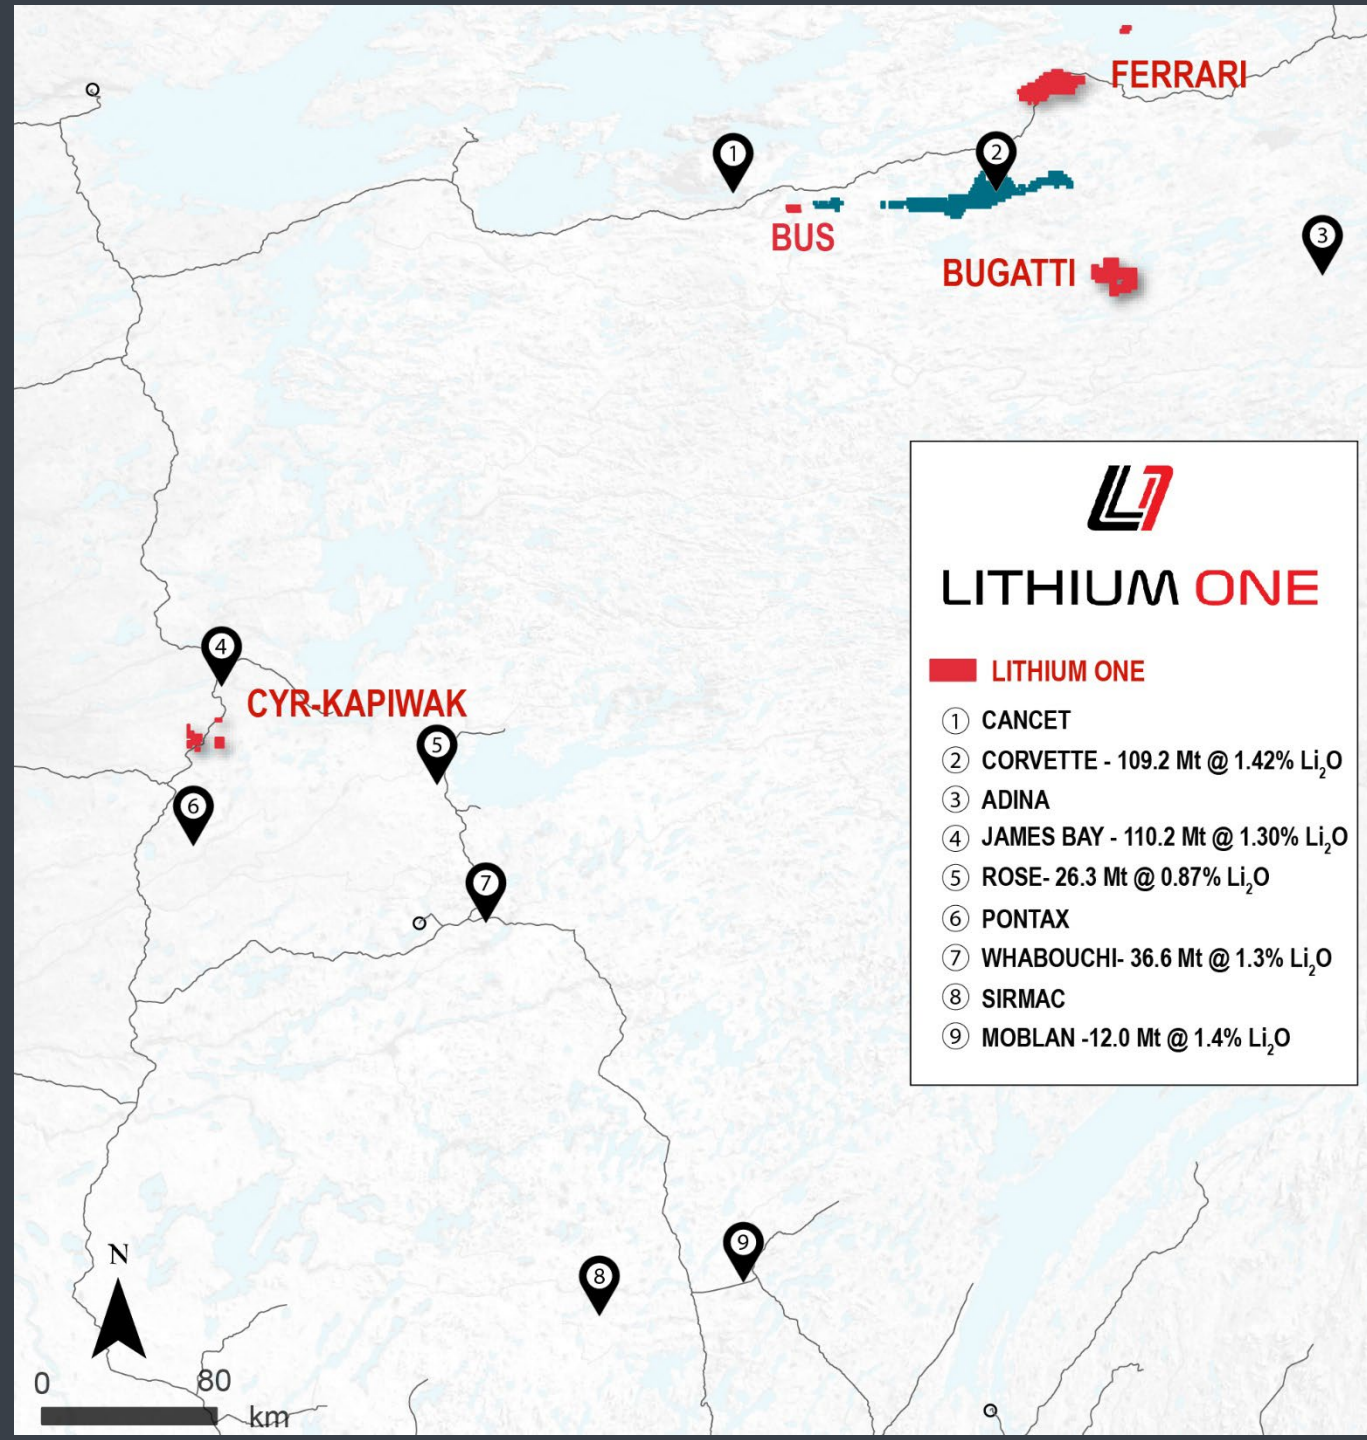 FERRARI
1
2
BUS
3
BUGATTI
LITHIUM ONE
4
CYR-KAPIWAK
LITHIUM ONE
5
① CANCET
② CORVETTE - 109.2 Mt @ 1.42% Li₂O
6
③ ADINA
④ JAMES BAY - 110.2 Mt @ 1.30% Li₂O
7
⑤ ROSE- 26.3 Mt @ 0.87% Li₂O
⑥ PONTAX
⑦ WHABOUCHI- 36.6 Mt @ 1.3% Li₂O
⑧ SIRMAC
⑨ MOBLAN -12.0 Mt @ 1.4% Li₂O
9
N
8
0 80
km